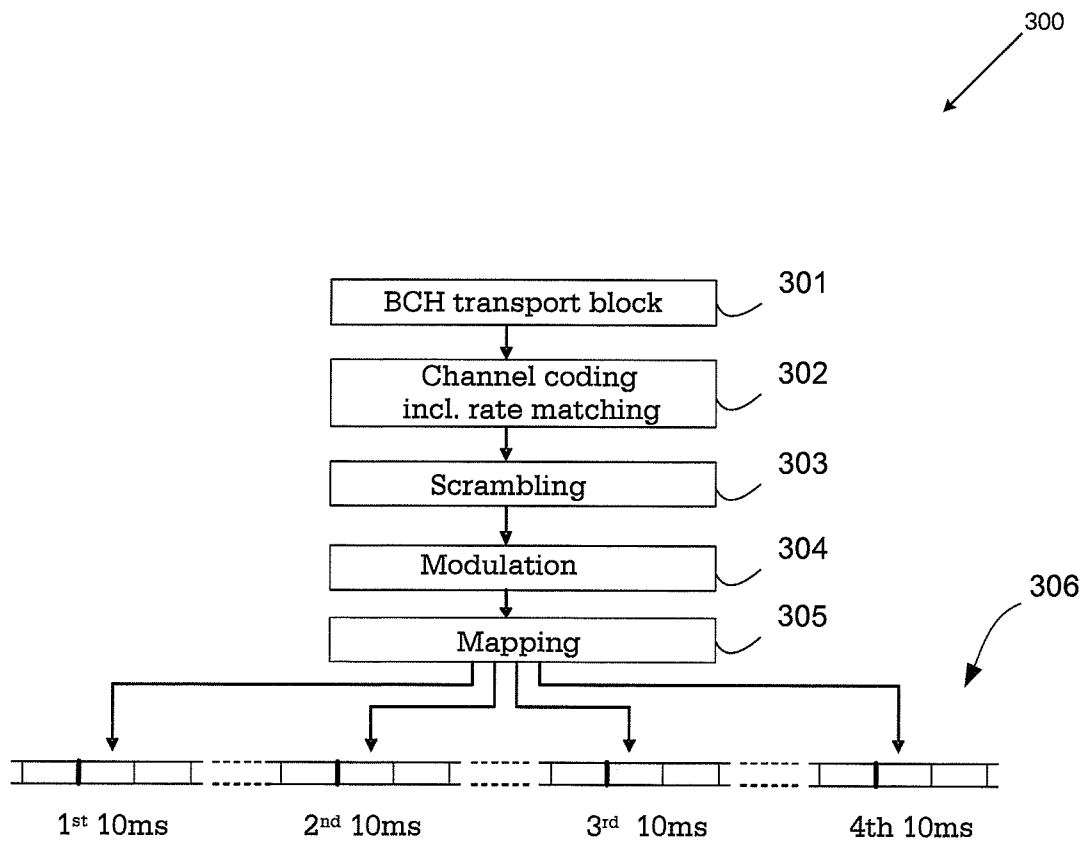 300
BCH transport block
301
Channel coding
incl. rate matching
302
Scrambling
303
Modulation
304
Mapping
305
306
1st 10ms
2nd 10ms
3rd 10ms
4th 10ms